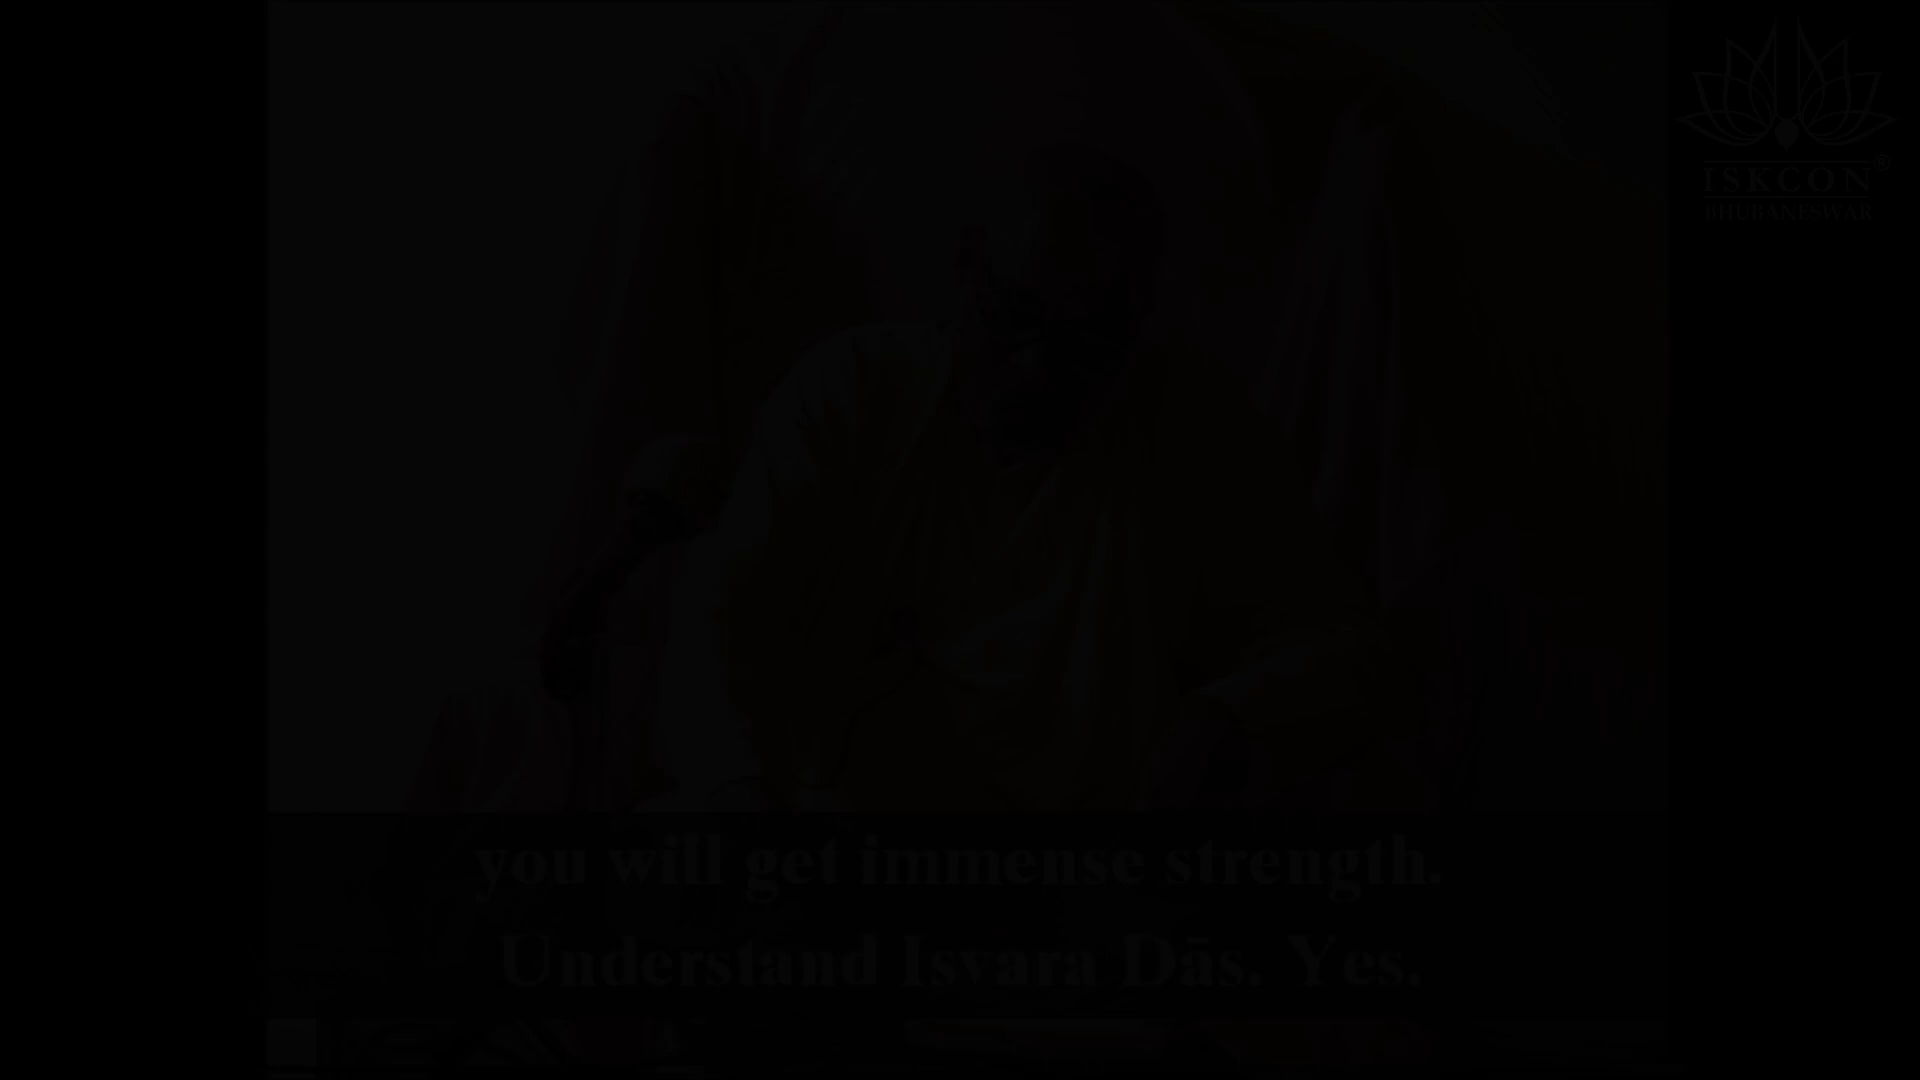 ISKCON®
BHUBANESWAR
you will get immense strength.
Understand Isvara Dās. Yes.